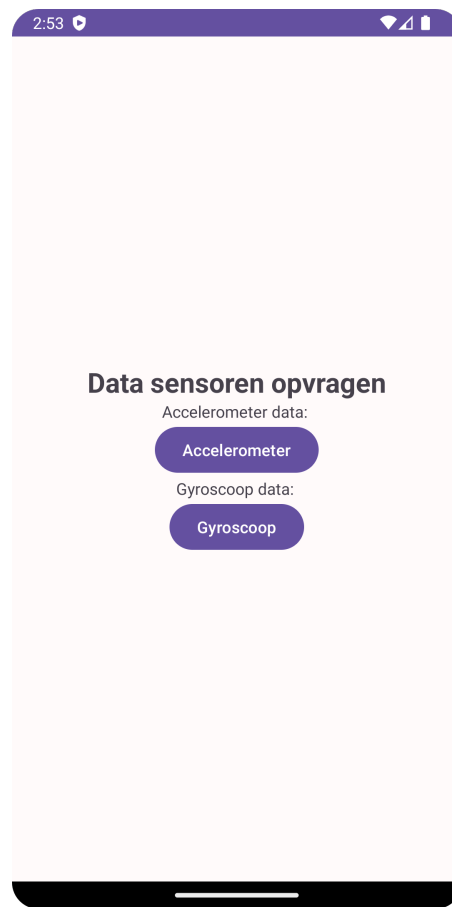 2:53
Data sensoren opvragen
Accelerometer data:
Accelerometer
Gyroscoop data:
Gyroscoop